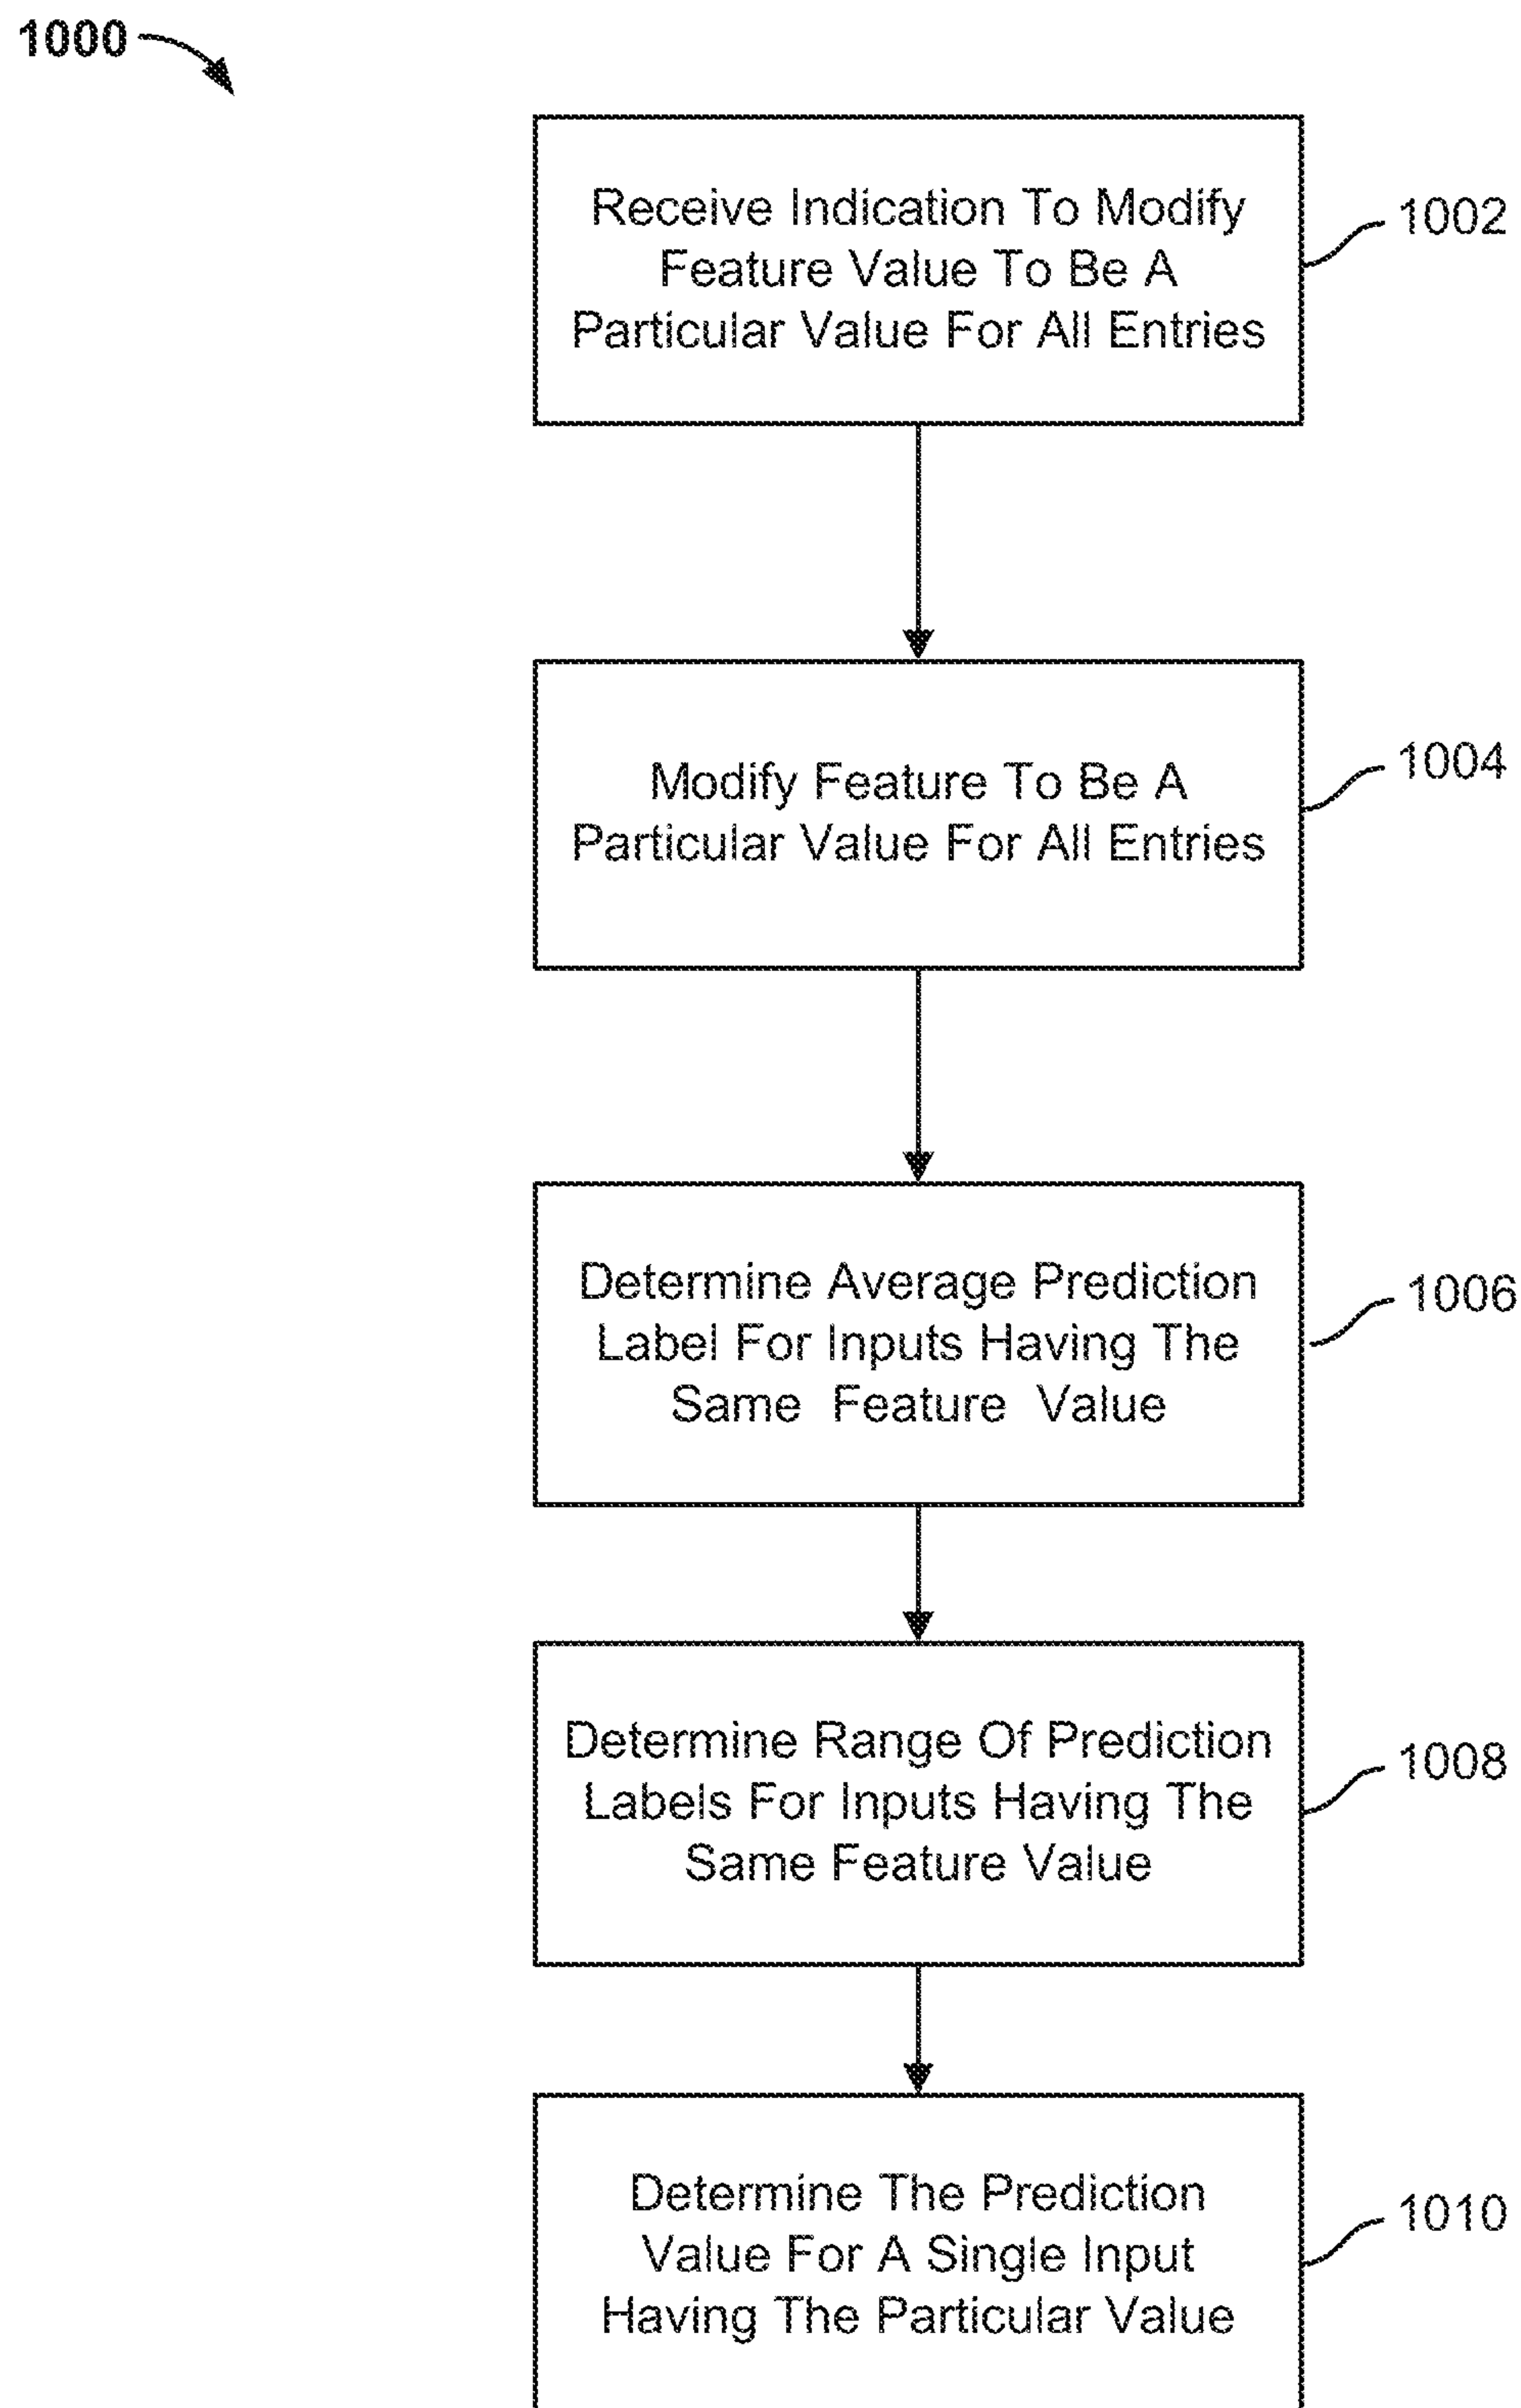 1000
Receive Indication To Modify
Feature Value To Be A
Particular Value For All Entries
1002
Modify Feature To Be A
Particular Value For All Entries
1004
Determine Average Prediction
Label For Inputs Having The
Same Feature Value
1006
Determine Range Of Prediction
Labels For Inputs Having The
Same Feature Value
1008
Determine The Prediction
Value For A Single Input
Having The Particular Value
1010